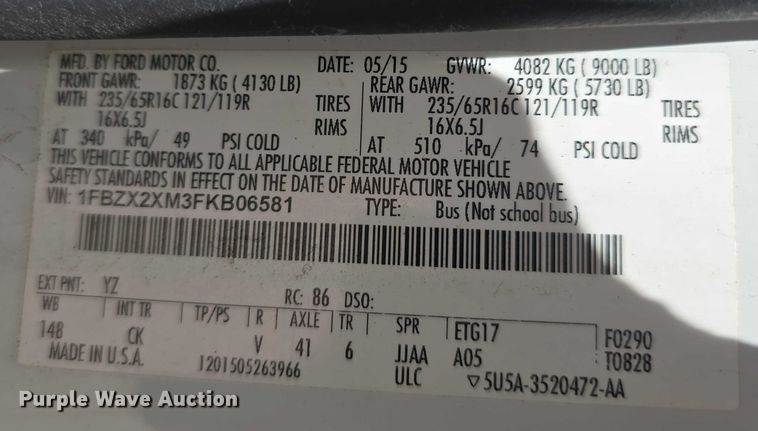 MFD. BY FORD MOTOR CO. DATE: 05/15 GVWR: 4082 KG ( 9000 LB)
FRONT GAWR: 1873 KG ( 4130 LB) REAR GAWR: 2599 KG ( 5730 LB)
WITH 235/65R16C 121/119R TIRES WITH 235/65R16C 121/119R TIRES
16X6.5J RIMS 16X6.5J RIMS
AT 340 kPa/ 49 PSI COLD AT 510 kPa/ 74 PSI COLD
THIS VEHICLE CONFORMS TO ALL APPLICABLE FEDERAL MOTOR VEHICLE
SAFETY STANDARDS IN EFFECT ON THE DATE OF MANUFACTURE SHOWN ABOVE.
VIN: 1FBZX2XM3FKB06581 TYPE: Bus (Not school bus)
EXT PNT: YZ RC: 86 DSO:
WB INT TR TP/PS R AXLE TR SPR ETG17 F0290
148 CK V 41 6 JJAA A05 T0828
MADE IN U.S.A. 1201505263966 ULC ▽5U5A-3520472-AA
Purple Wave Auction